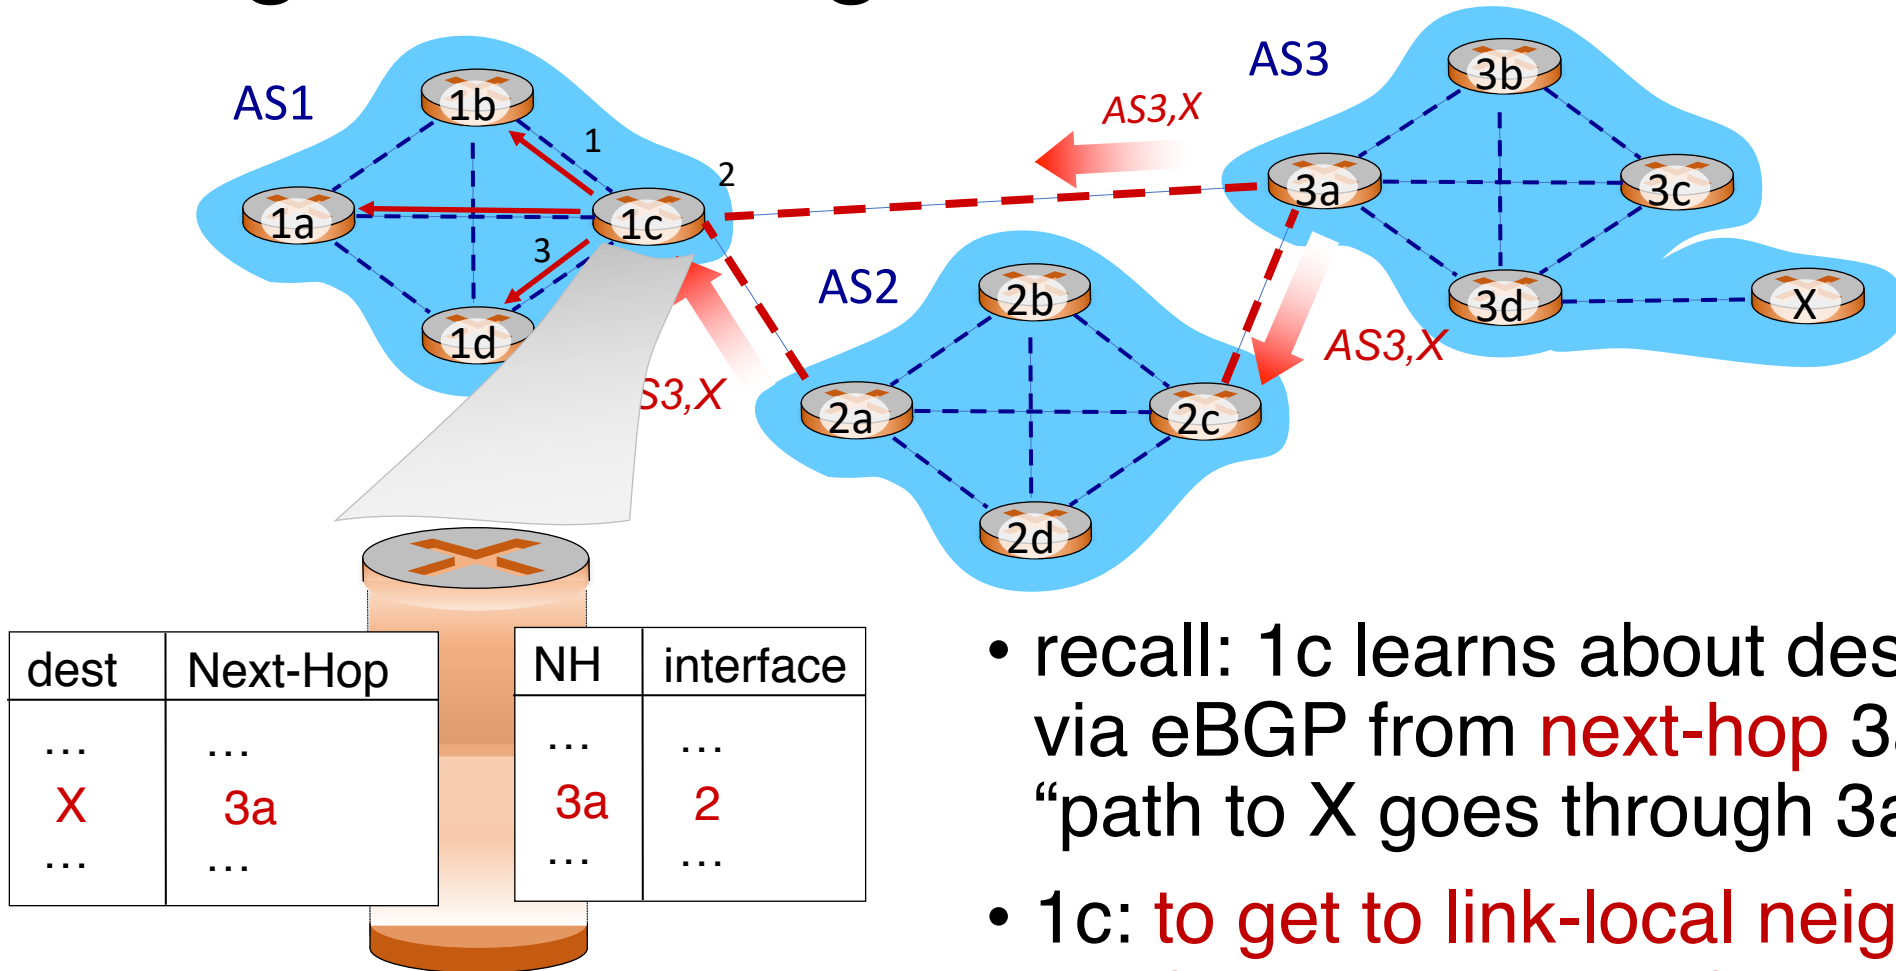 AS1
1b
1
1a
1c
2
3
1d
AS3,X
AS3
3b
3a
3c
3d
X
AS2
2b
AS3,X
2a
2c
2d
S3,X
dest Next-Hop
... ...
X 3a
... ...
NH interface
... ...
3a 2
... ...
• recall: 1c learns about des
via eBGP from next-hop 3a
“path to X goes through 3a
• 1c: to get to link-local neig